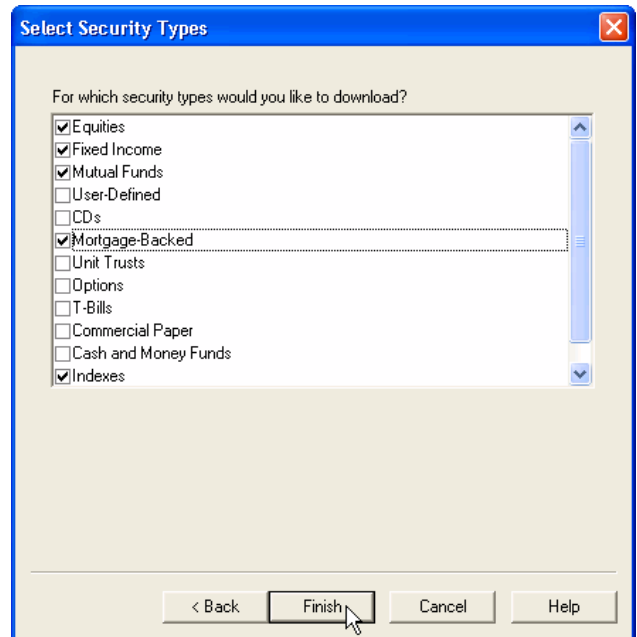 Select Security Types
For which security types would you like to download?
Equities
Fixed Income
Mutual Funds
User-Defined
CDs
Mortgage-Backed
Unit Trusts
Options
T-Bills
Commercial Paper
Cash and Money Funds
Indexes
< Back Finish Cancel Help